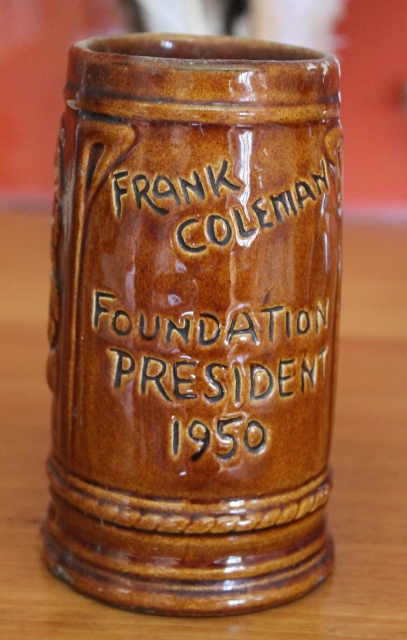 FRANK
COLEMAN
FOUNDATION
PRESIDENT
1950